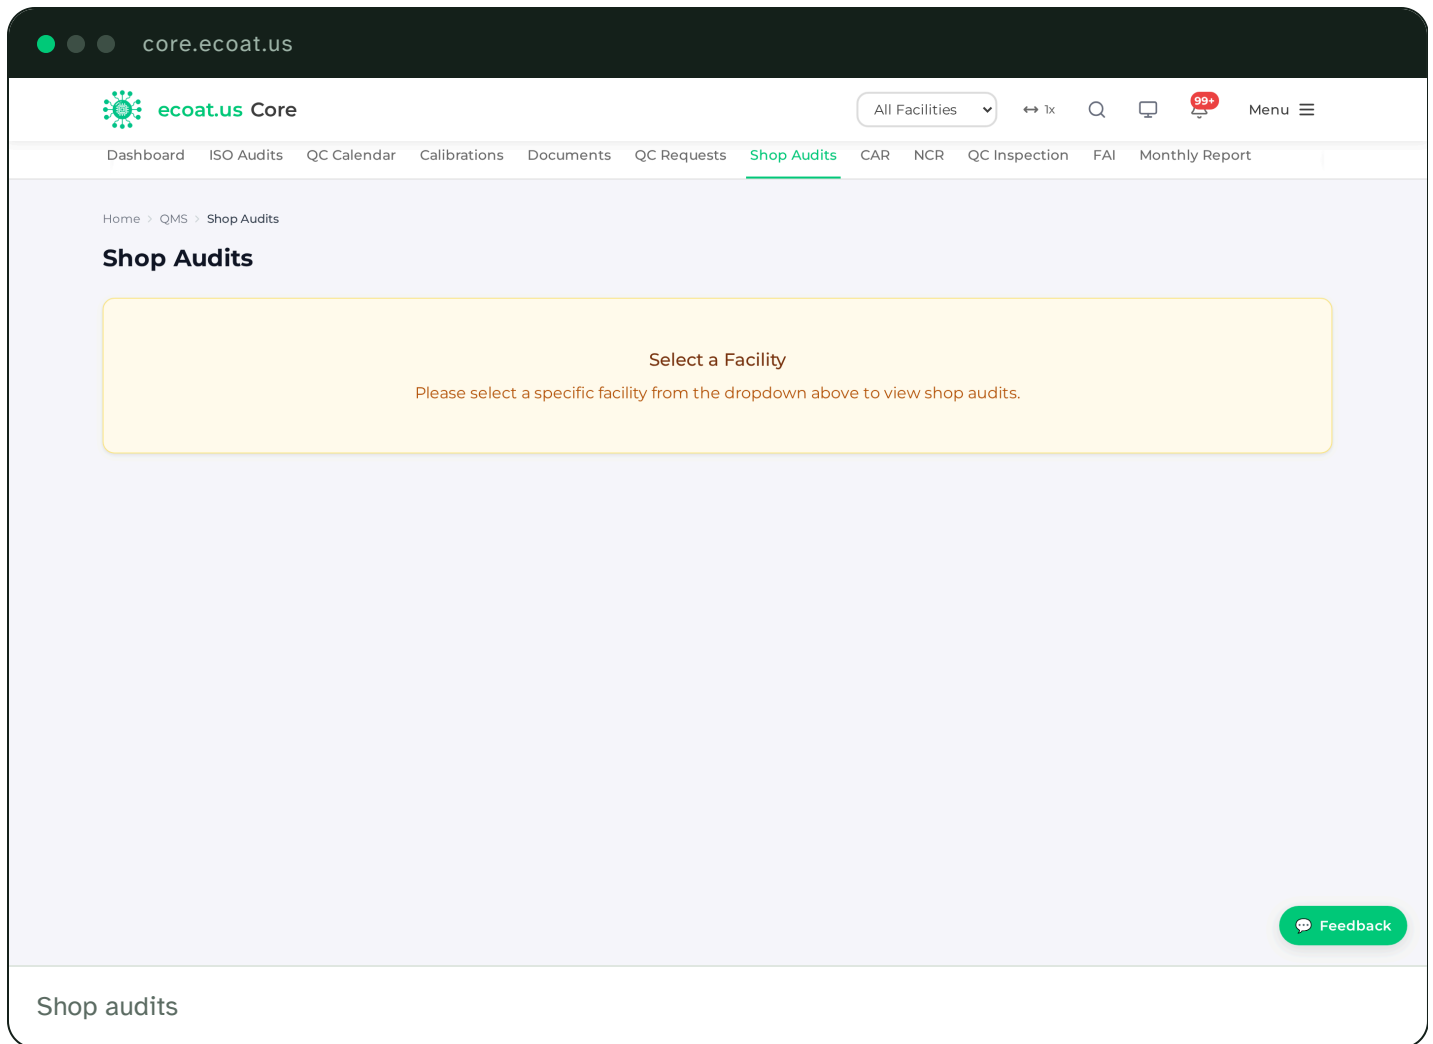 core.ecoat.us
ecoat.us Core
All Facilities
1x
99+
Menu
Dashboard ISO Audits QC Calendar Calibrations Documents QC Requests Shop Audits CAR NCR QC Inspection FAI Monthly Report
Home > QMS > Shop Audits
Shop Audits
Select a Facility
Please select a specific facility from the dropdown above to view shop audits.
Feedback
Shop audits